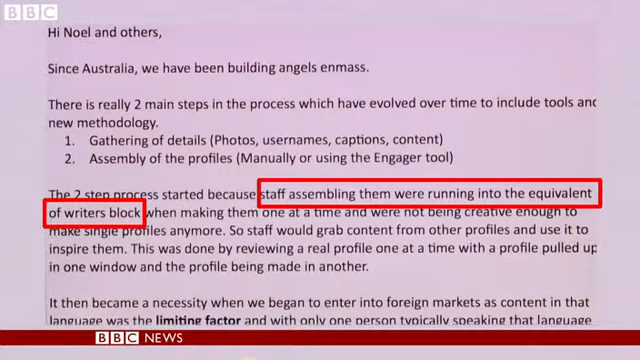 BBC
Hi Noel and others,
Since Australia, we have been building angels enmass.
There is really 2 main steps in the process which have evolved over time to include tools and
new methodology.
1. Gathering of details (Photos, usernames, captions, content)
2. Assembly of the profiles (Manually or using the Engager tool)
The 2 step process started because staff assembling them were running into the equivalent
of writers block when making them one at a time and were not being creative enough to
make single profiles anymore. So staff would grab content from other profiles and use it to
inspire them. This was done by reviewing a real profile one at a time with a profile pulled up
in one window and the profile being made in another.
It then became a necessity when we began to enter into foreign markets as content in that
language was the limiting factor and with only one person typically speaking that language
BBC NEWS